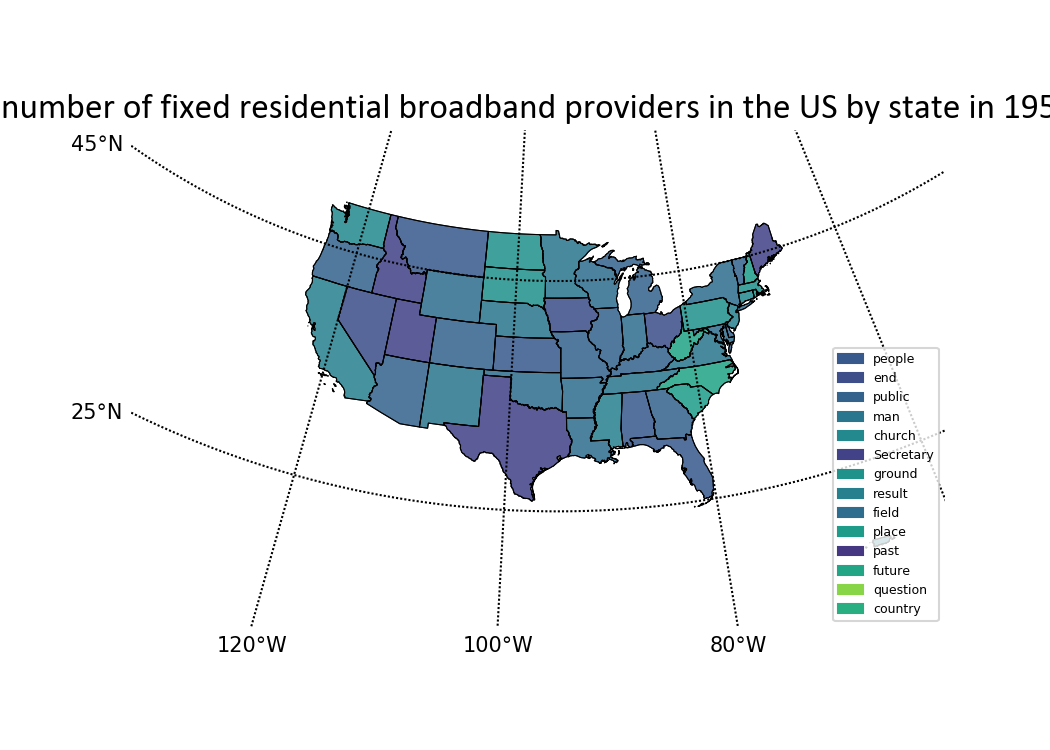 number of fixed residential broadband providers in the US by state in 195
45°N
25°N
120°W
100°W
80°W
people
end
public
man
church
Secretary
ground
result
field
place
past
future
question
country